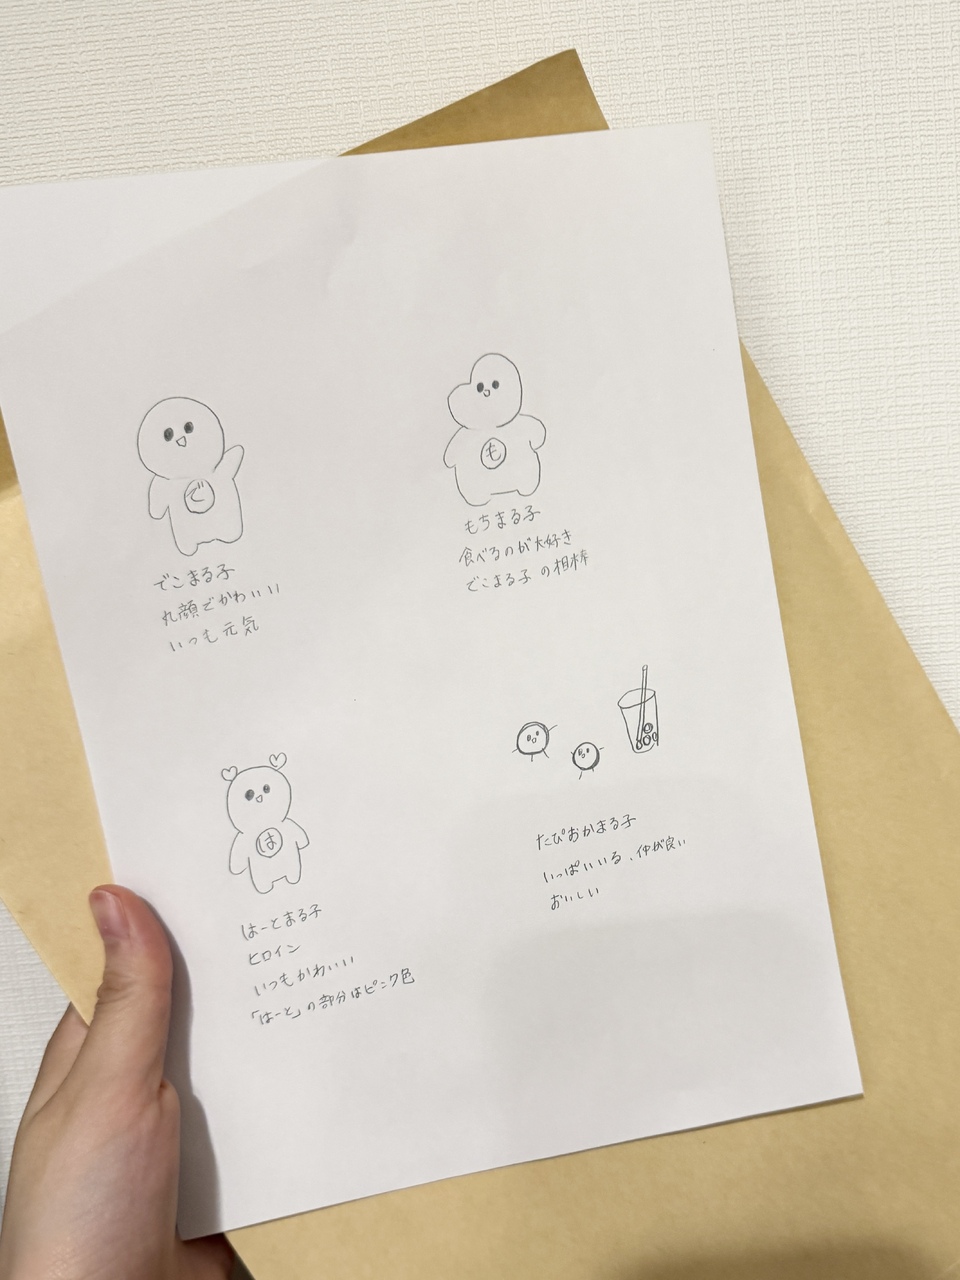 で
でこまる子
丸顔でかわいい
いつも元気
も
もちまる子
食べるのが大好き
でこまる子の相棒
は
はーとまる子
ヒロイン
いつもかわいい
「はーと」の部分はピンク色
たぴおかまる子
いっぱいいる、仲が良い
おいしい